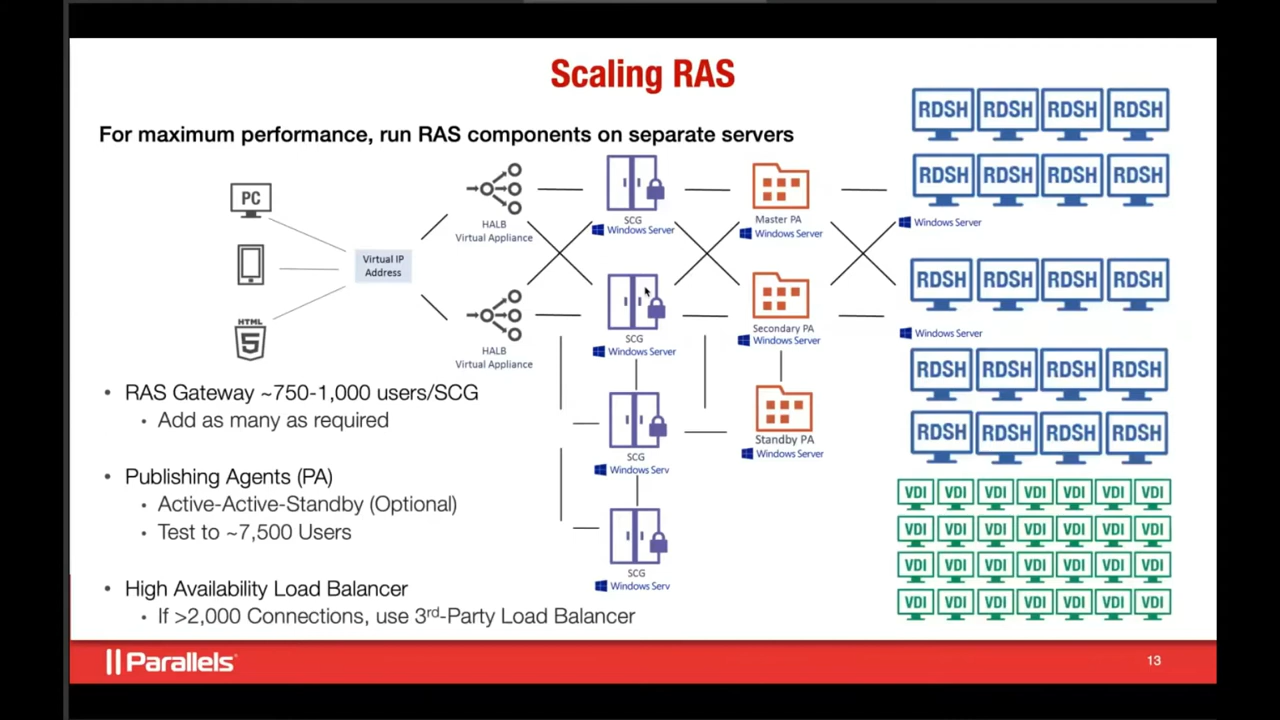 Scaling RAS
For maximum performance, run RAS components on separate servers
PC
HTML
5
Virtual IP
Address
HALB
Virtual Appliance
HALB
Virtual Appliance
SCG
Windows Server
SCG
Windows Server
SCG
Windows Serv
SCG
Windows Serv
Master PA
Windows Server
Secondary PA
Windows Server
Standby PA
Windows Server
RDSH RDSH RDSH RDSH
RDSH RDSH RDSH RDSH
Windows Server
RDSH RDSH RDSH RDSH
Windows Server
RDSH RDSH RDSH RDSH
RDSH RDSH RDSH RDSH
VDI VDI VDI VDI VDI VDI VDI
VDI VDI VDI VDI VDI VDI VDI
VDI VDI VDI VDI VDI VDI VDI
VDI VDI VDI VDI VDI VDI VDI
• RAS Gateway ~750-1,000 users/SCG
• Add as many as required
• Publishing Agents (PA)
• Active-Active-Standby (Optional)
• Test to ~7,500 Users
• High Availability Load Balancer
• If >2,000 Connections, use 3rd-Party Load Balancer
Parallels
13